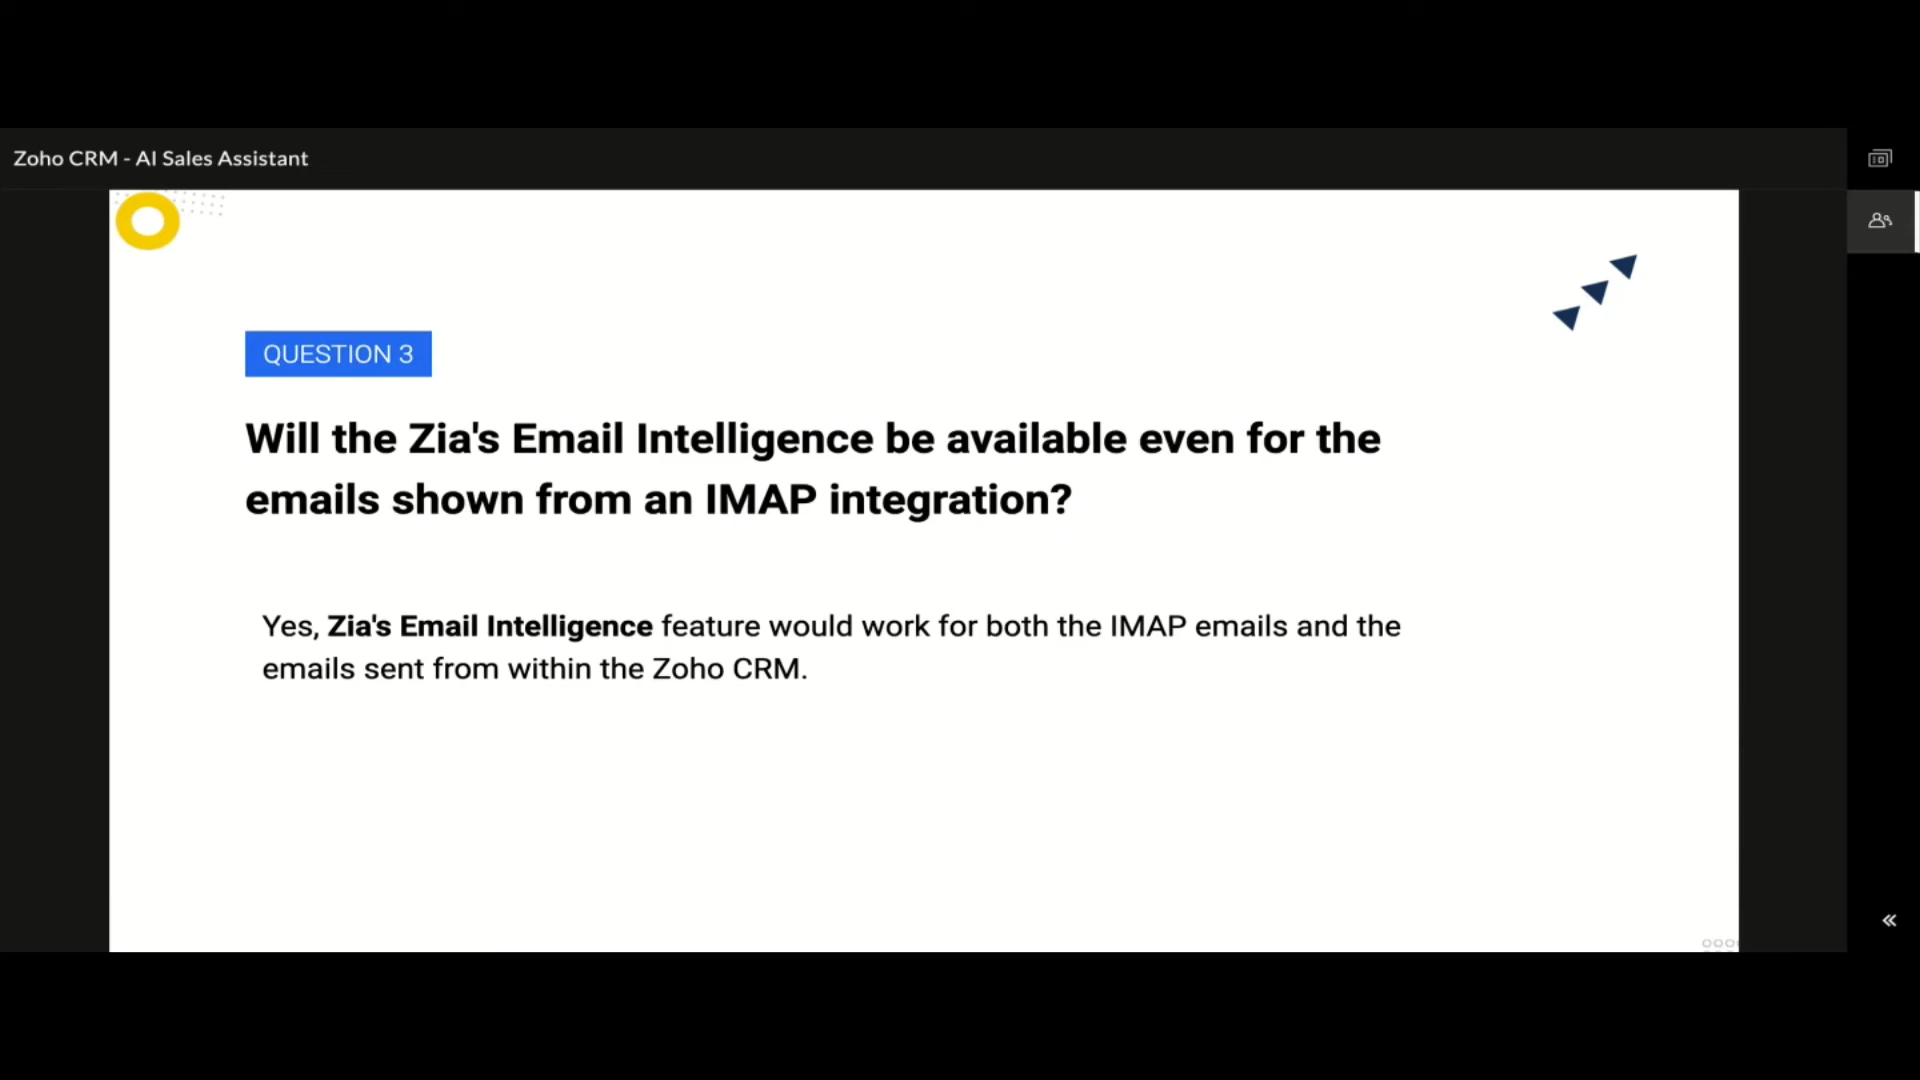 Zoho CRM - AI Sales Assistant
QUESTION 3
Will the Zia's Email Intelligence be available even for the
emails shown from an IMAP integration?
Yes, Zia's Email Intelligence feature would work for both the IMAP emails and the
emails sent from within the Zoho CRM.